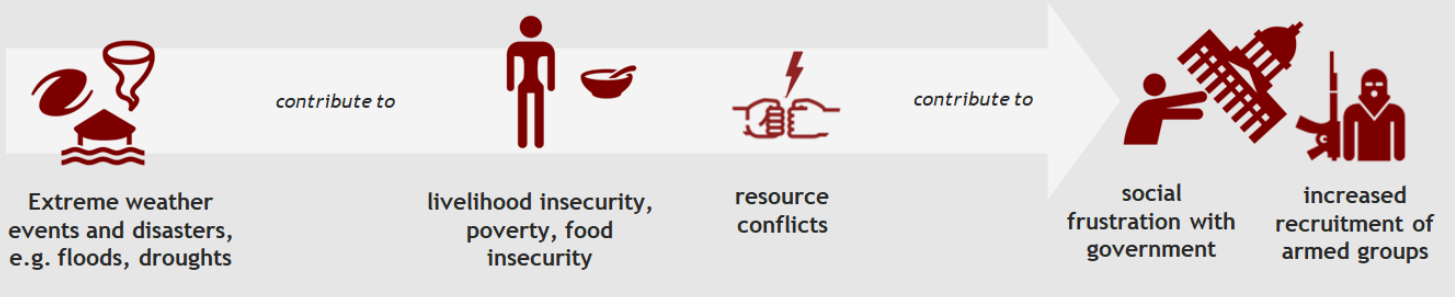 contribute to
contribute to
Extreme weather
events and disasters,
e.g. floods, droughts
livelihood insecurity,
poverty, food
insecurity
resource
conflicts
social
frustration with
government
increased
recruitment of
armed groups